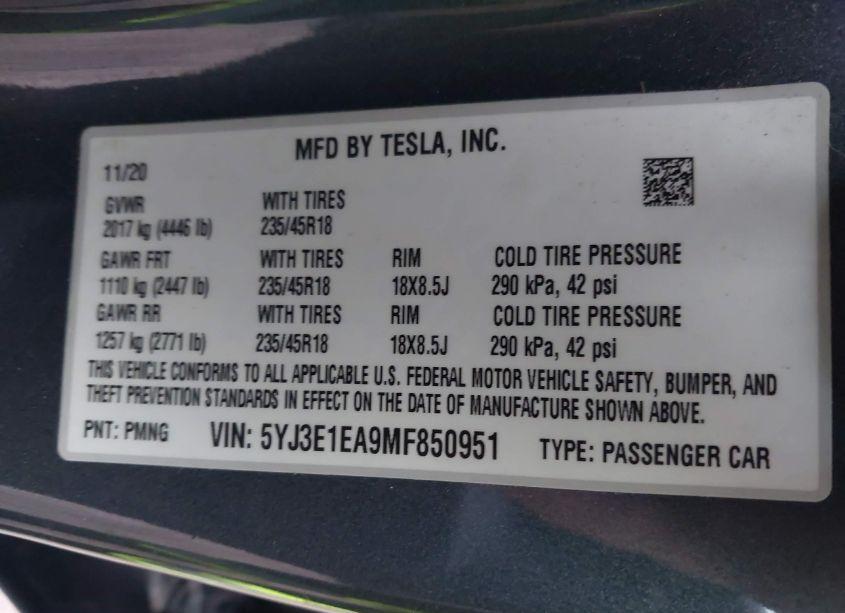 MFD BY TESLA, INC.
11/20
GVWR WITH TIRES
2017 kg (4446 lb) 235/45R18
GAWR FRT WITH TIRES RIM COLD TIRE PRESSURE
1110 kg (2447 lb) 235/45R18 18X8.5J 290 kPa, 42 psi
GAWR RR WITH TIRES RIM COLD TIRE PRESSURE
1257 kg (2771 lb) 235/45R18 18X8.5J 290 kPa, 42 psi
THIS VEHICLE CONFORMS TO ALL APPLICABLE U.S. FEDERAL MOTOR VEHICLE SAFETY, BUMPER, AND
THEFT PREVENTION STANDARDS IN EFFECT ON THE DATE OF MANUFACTURE SHOWN ABOVE.
PNT: PMNG VIN: 5YJ3E1EA9MF850951 TYPE: PASSENGER CAR